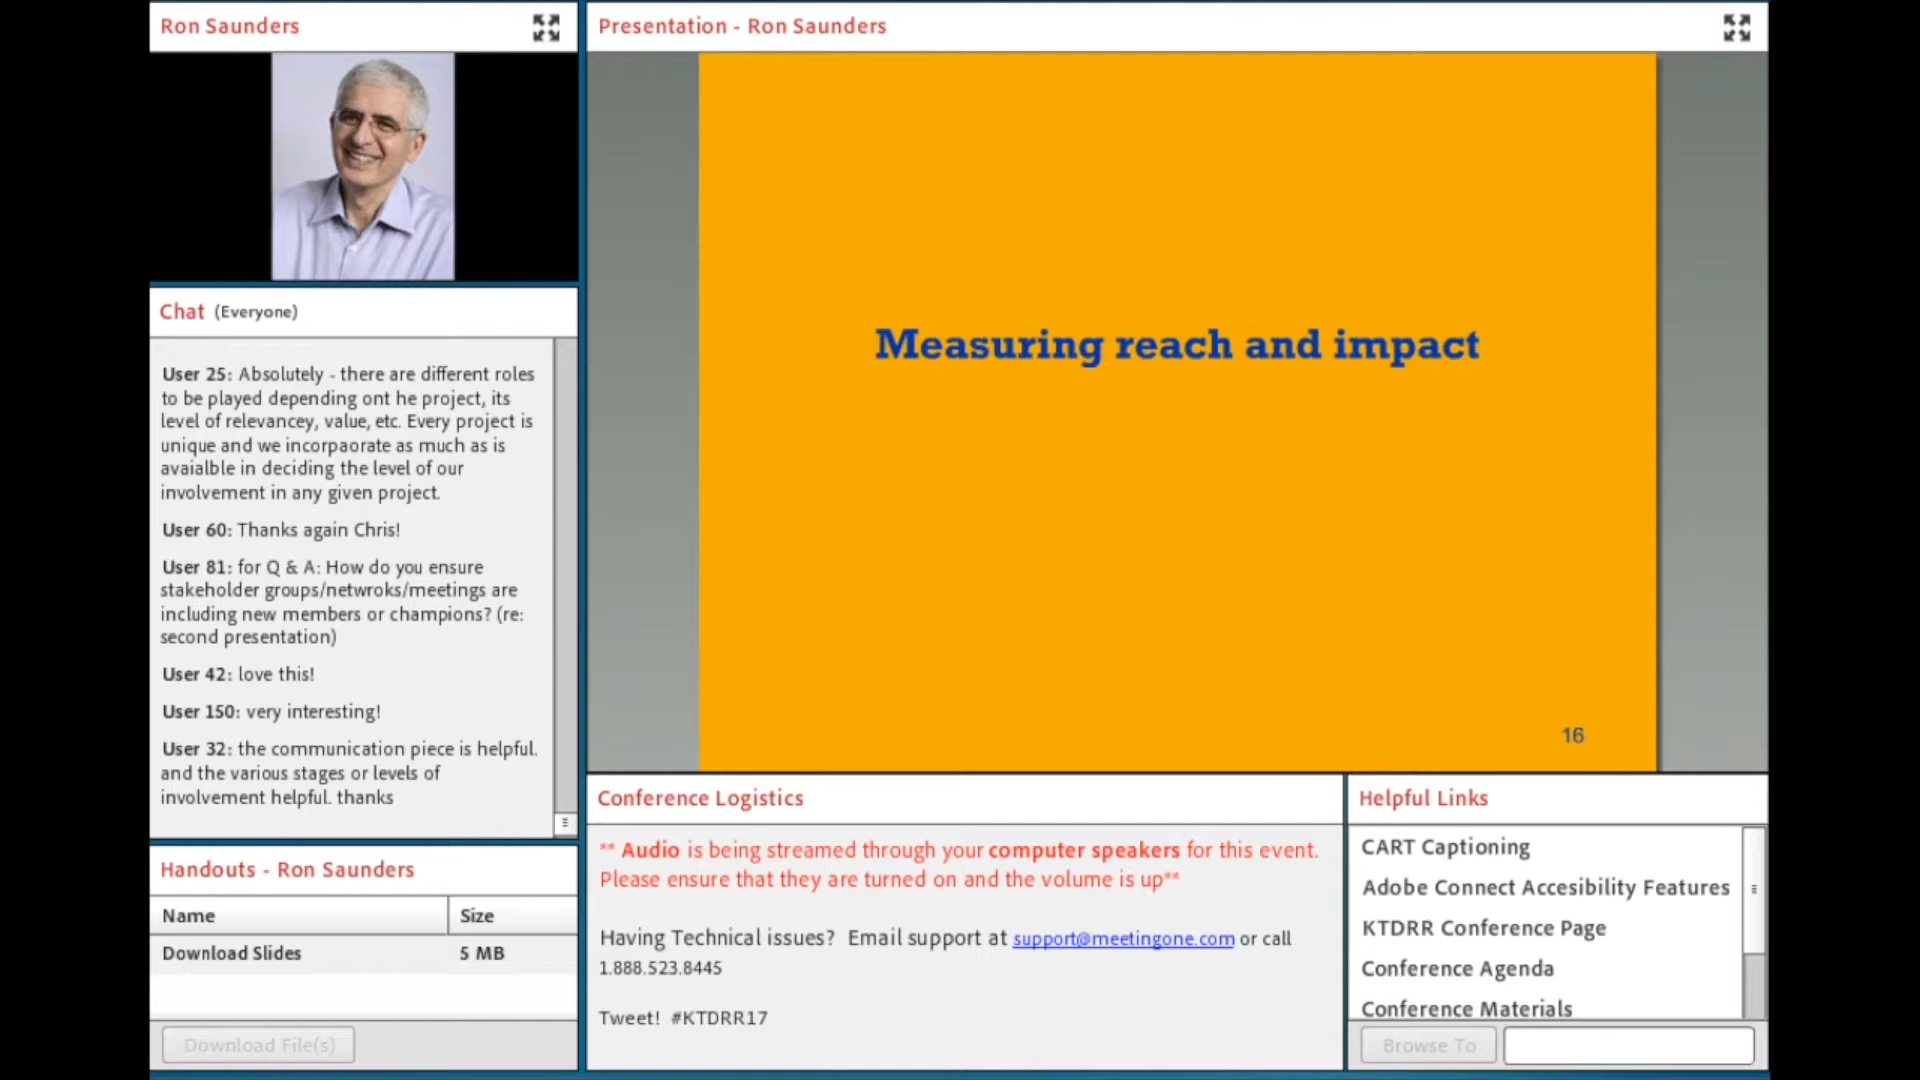 Ron Saunders
Presentation - Ron Saunders
Measuring reach and impact
16
Chat (Everyone)
User 25: Absolutely - there are different roles
to be played depending ont he project, its
level of relevancey, value, etc. Every project is
unique and we incorpaorate as much as is
avaialble in deciding the level of our
involvement in any given project.
User 60: Thanks again Chris!
User 81: for Q & A: How do you ensure
stakeholder groups/netwroks/meetings are
including new members or champions? (re:
second presentation)
User 42: love this!
User 150: very interesting!
User 32: the communication piece is helpful.
and the various stages or levels of
involvement helpful. thanks
Handouts - Ron Saunders
Name Size
Download Slides 5 MB
Download File(s)
Conference Logistics
** Audio is being streamed through your computer speakers for this event.
Please ensure that they are turned on and the volume is up**
Having Technical issues? Email support at support@meetingone.com or call
1.888.523.8445
Tweet! #KTDRR17
Helpful Links
CART Captioning
Adobe Connect Accesibility Features
KTDRR Conference Page
Conference Agenda
Conference Materials
Browse To